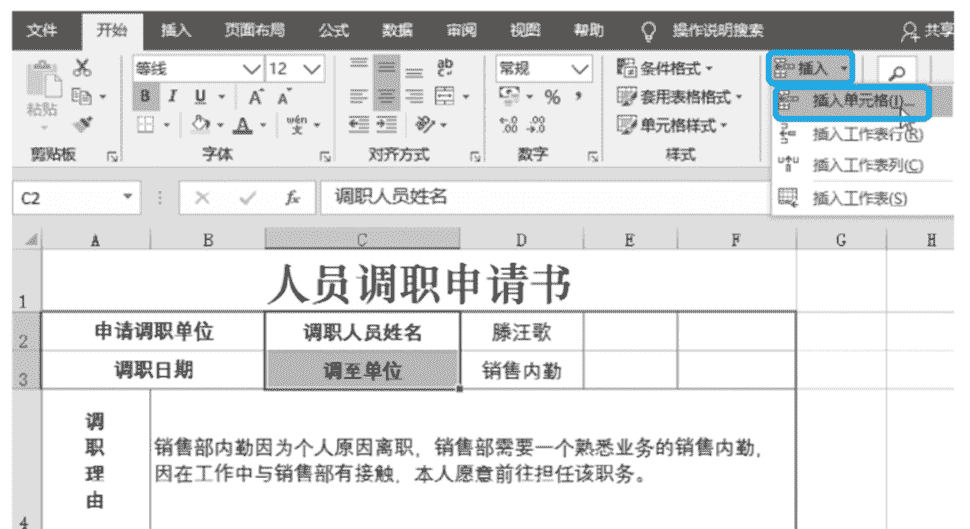 文件 开始 插入 页面布局 公式 数据 审阅 视图 帮助 操作说明搜索 共享
等线 12 ab 常规 条件格式 插入
粘贴 B I U A A % , 套用表格格式 插入单元格(I)...
A wén 文 .00 .00 单元格样式 插入工作表行(R)
剪贴板 字体 对齐方式 数字 样式 插入工作表列(C)
插入工作表(S)
C2 fx 调职人员姓名
A B C D E F G H
1 人员调职申请书
2 申请调职单位 调职人员姓名 滕汪歌
3 调职日期 调至单位 销售内勤
调
职
理
由
销售部内勤因为个人原因离职，销售部需要一个熟悉业务的销售内勤，
因在工作中与销售部有接触，本人愿意前往担任该职务。
4